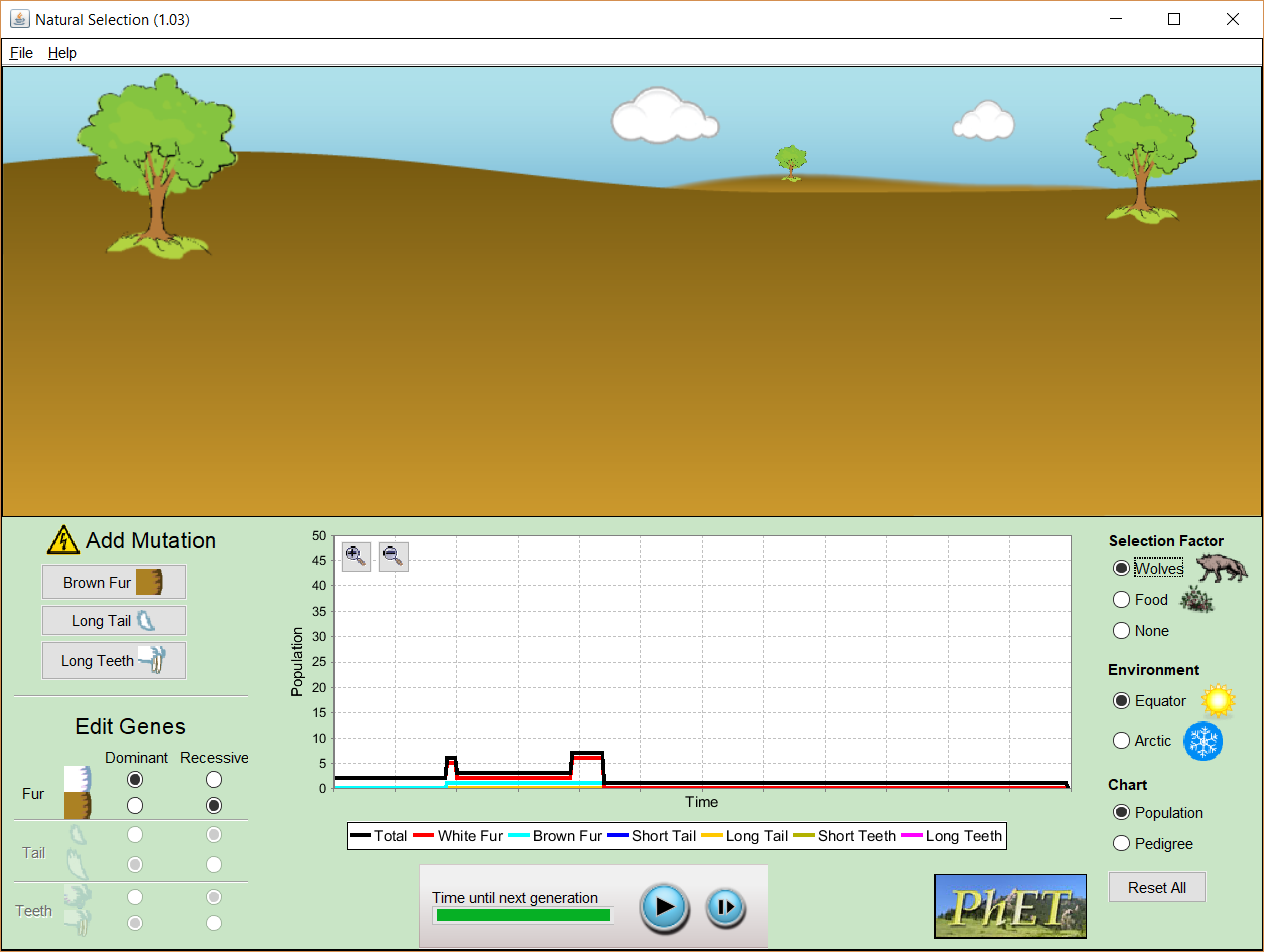 Natural Selection (1.03)
File Help
Add Mutation
Brown Fur
Long Tail
Long Teeth
Edit Genes
Dominant Recessive
Fur
Tail
Teeth
50
45
40
35
30
25
20
15
10
5
0
Population
Time
Total White Fur Brown Fur Short Tail Long Tail Short Teeth Long Teeth
Time until next generation
PhET
Selection Factor
Wolves
Food
None
Environment
Equator
Arctic
Chart
Population
Pedigree
Reset All